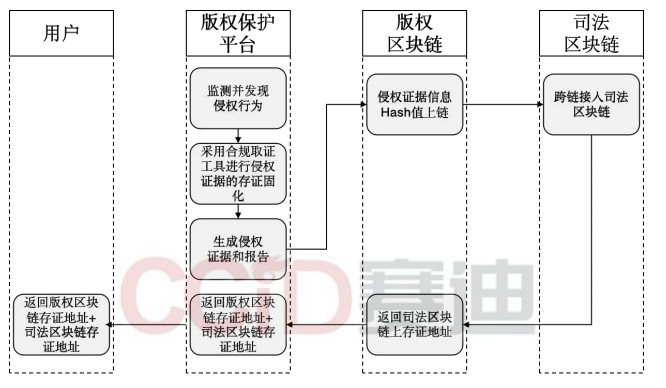 用户
版权保护
平台
版权
区块链
司法
区块链
监测并发现
侵权行为
采用合规取证
工具进行侵权
证据的存证固
化
生成侵权
证据和报告
侵权证据信息
Hash值上链
跨链接入司法
区块链
返回司法区块
链上存证地址
返回版权区块
链存证地址+
司法区块链存
证地址
返回版权区块
链存证地址+
司法区块链存
证地址
CCID赛迪